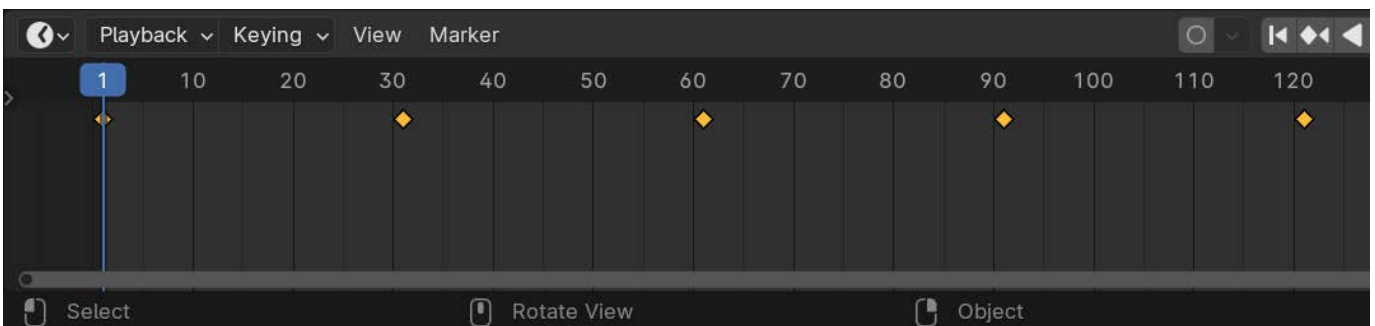 Playback Keying View Marker
1 10 20 30 40 50 60 70 80 90 100 110 120
Select Rotate View Object